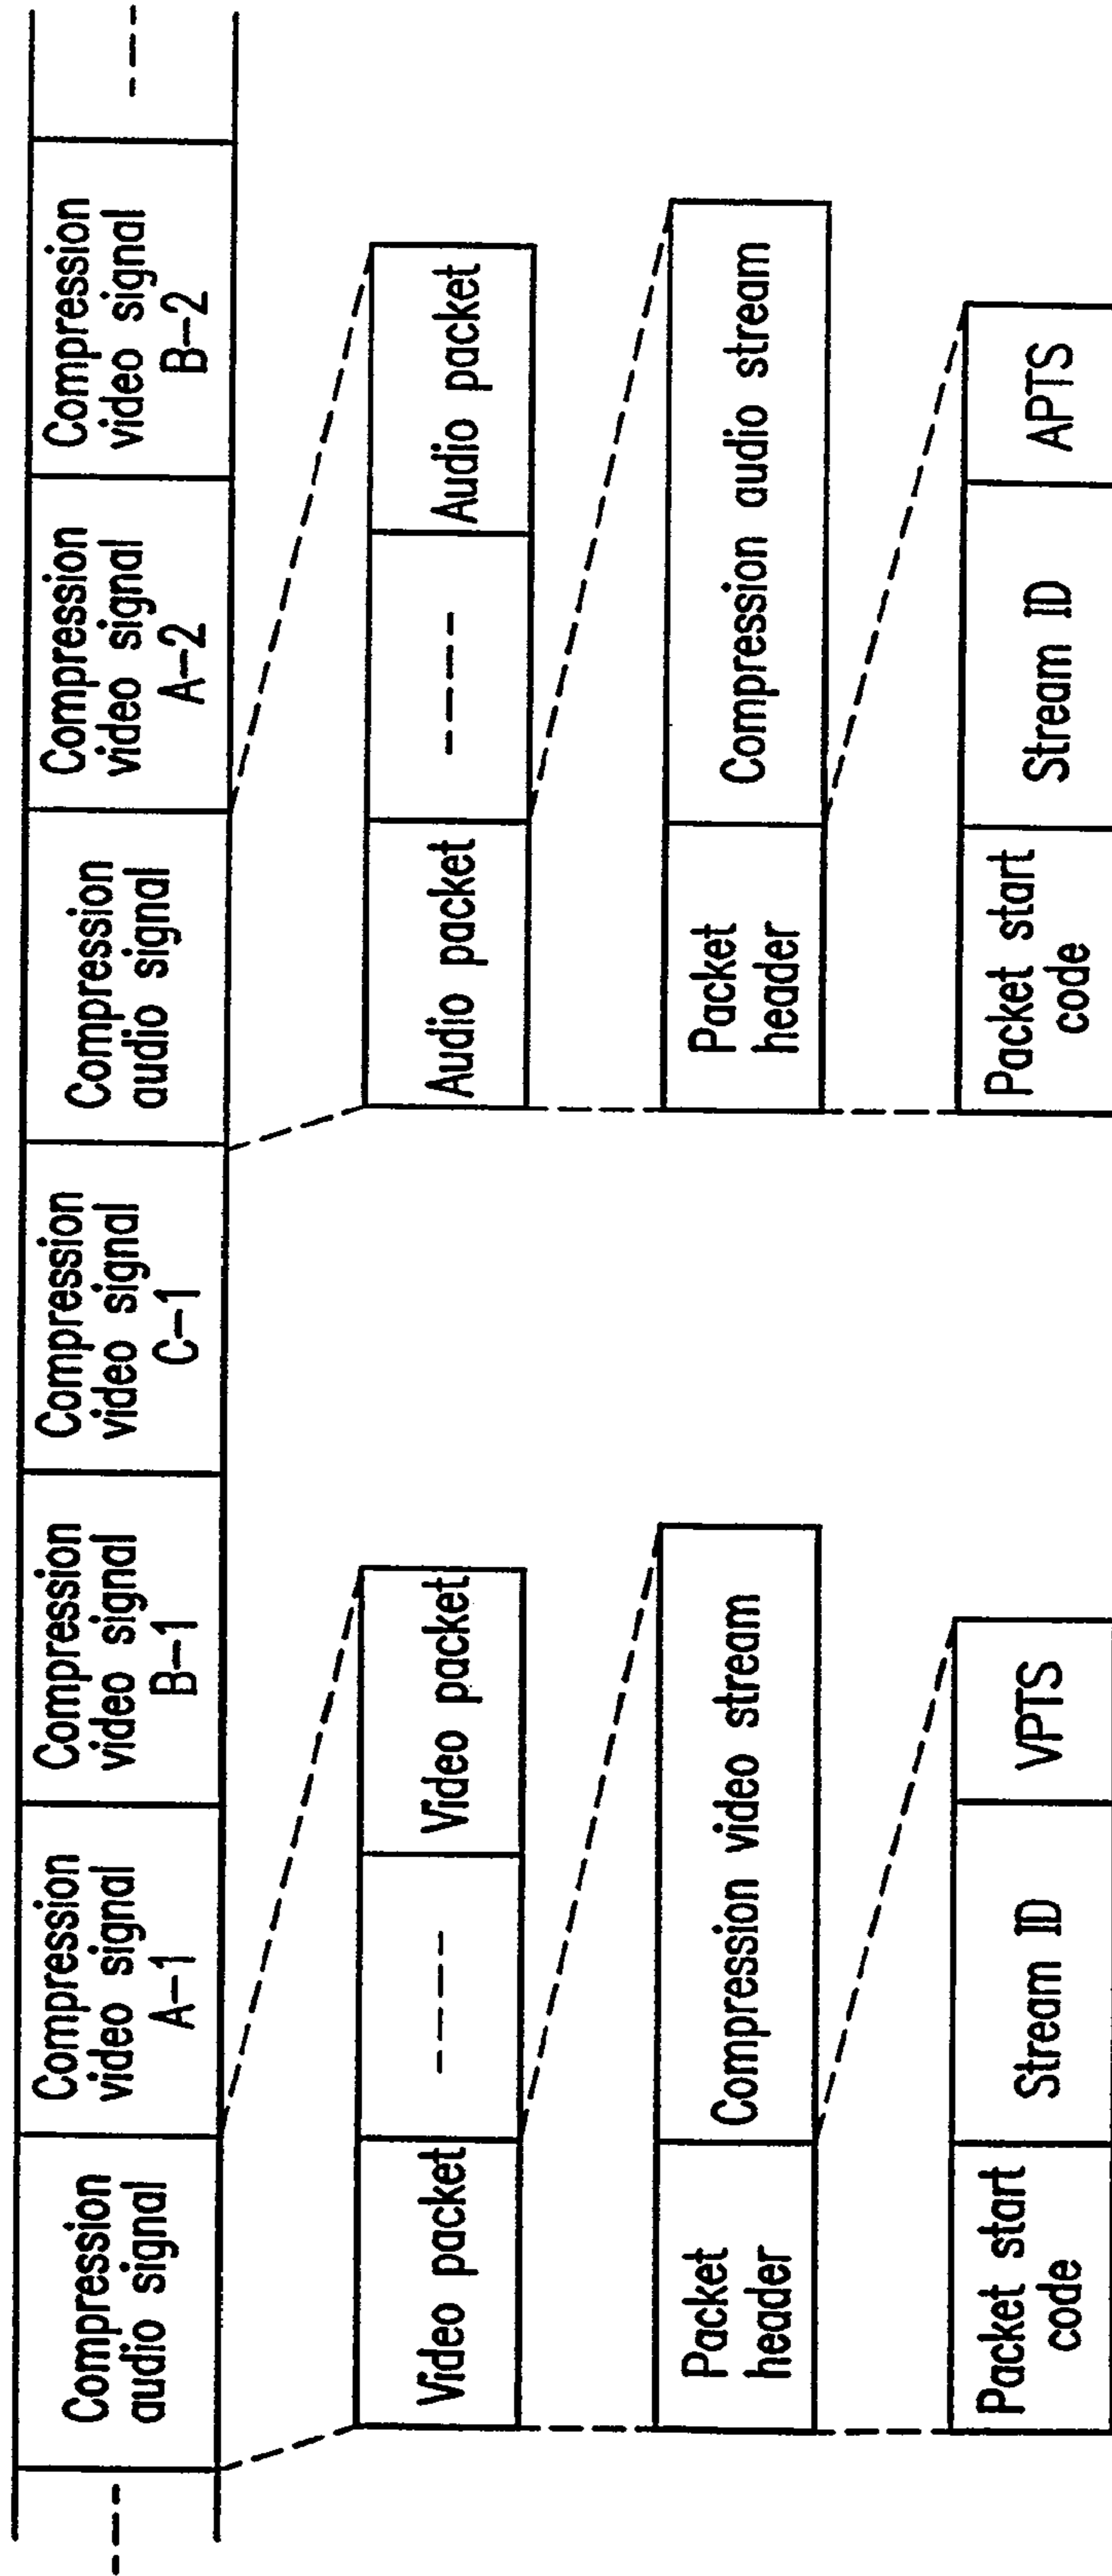 Compression
audio signal
Compression
video signal
A-1
Compression
video signal
B-1
Compression
video signal
C-1
Compression
audio signal
Compression
video signal
A-2
Compression
video signal
B-2
Video packet
Video packet
Audio packet
Audio packet
Packet
header
Compression video stream
Packet
header
Compression audio stream
Packet start
code
Stream ID
VPTS
Packet start
code
Stream ID
APTS